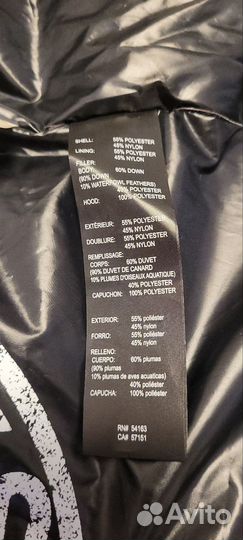 SHELL: 55% POLYESTER
45% NYLON
LINING: 55% POLYESTER
45% NYLON
FILLER:
BODY: 60% DOWN
(90% DOWN
10% WATERFOWL FEATHERS)
40% POLYESTER
HOOD: 100% POLYESTER
EXTÉRIEUR: 55% POLYESTER
45% NYLON
DOUBLURE: 55% POLYESTER
45% NYLON
REMPLISSAGE:
CORPS: 60% DUVET
(90% DUVET DE CANARD
10% PLUMES D'OISEAUX AQUATIQUE)
40% POLYESTER
CAPUCHON: 100% POLYESTER
EXTERIOR: 55% poliéster
45% nylon
FORRO: 55% poliéster
45% nylon
RELLENO:
CUERPO: 60% plumas
(90% plumas
10% plumas de aves acuaticas)
40% poliéster
CAPUCHA: 100% poliéster
RN# 54163
CA# 57151
Avito